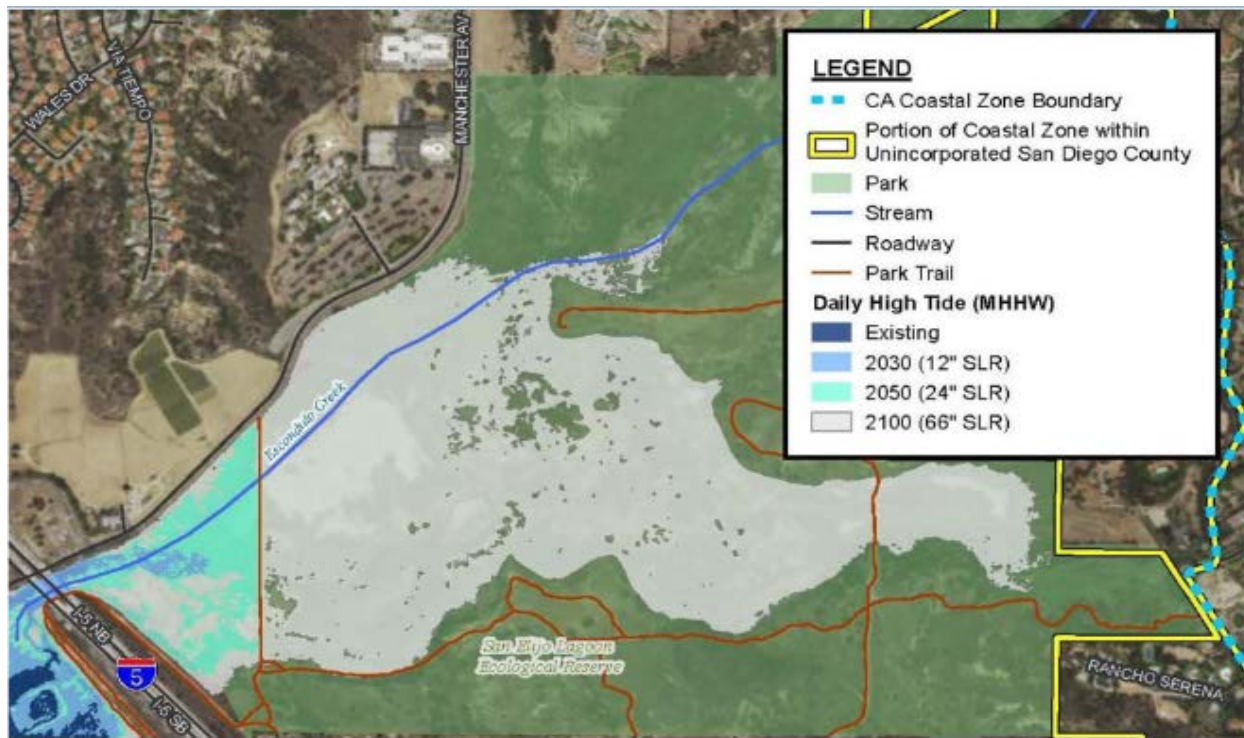 WALES DR
VIA TIEMPO
MANCHESTER AV
LEGEND
CA Coastal Zone Boundary
Portion of Coastal Zone within
Unincorporated San Diego County
Park
Stream
Roadway
Park Trail
Daily High Tide (MHHW)
Existing
2030 (12" SLR)
2050 (24" SLR)
2100 (66" SLR)
Escondido Creek
I-5 NB
5
I-5 SB
San Elijo Lagoon
Ecological Reserve
RANCHO SERENA